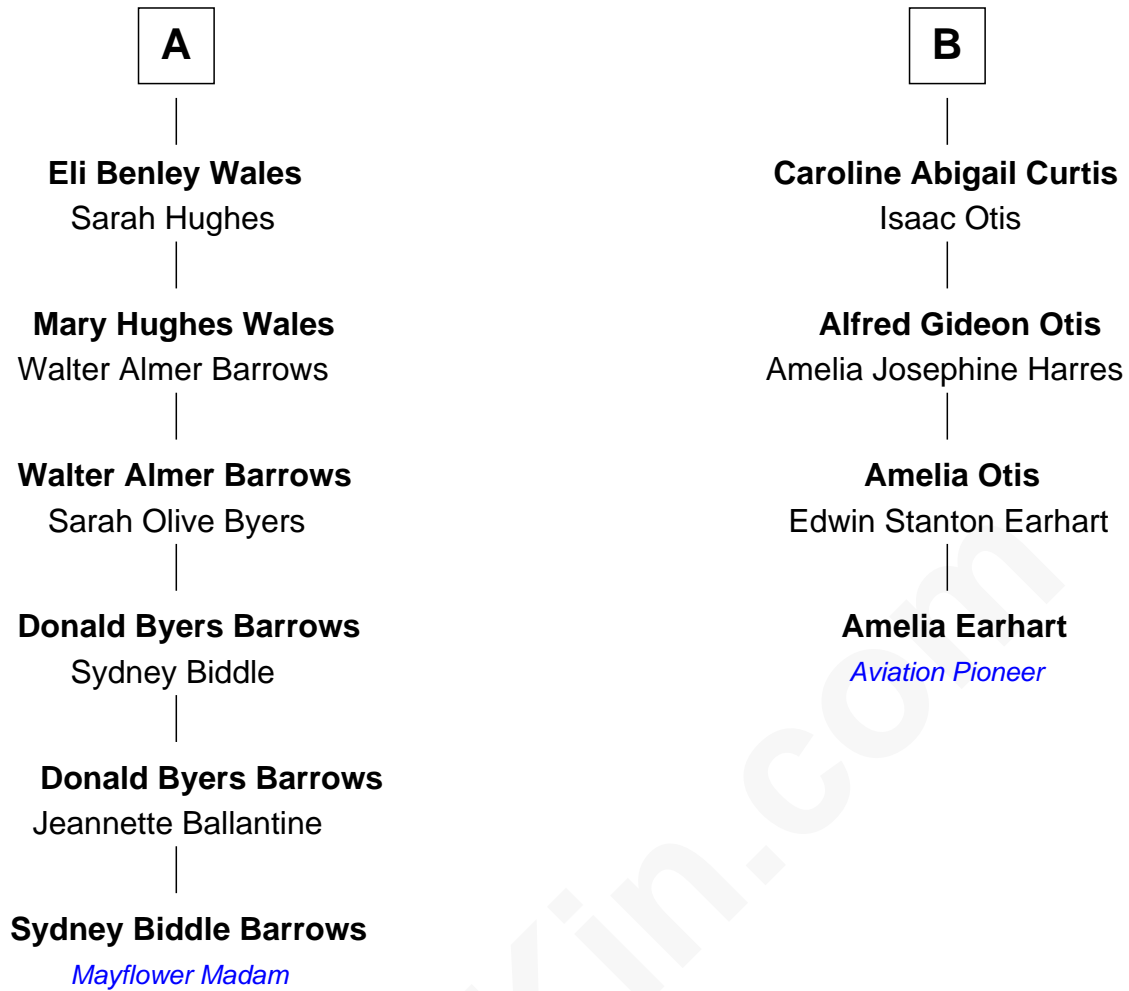 A
Eli Benley Wales
Sarah Hughes
Mary Hughes Wales
Walter Almer Barrows
Walter Almer Barrows
Sarah Olive Byers
Donald Byers Barrows
Sydney Biddle
Donald Byers Barrows
Jeannette Ballantine
Sydney Biddle Barrows
Mayflower Madam
B
Caroline Abigail Curtis
Isaac Otis
Alfred Gideon Otis
Amelia Josephine Harres
Amelia Otis
Edwin Stanton Earhart
Amelia Earhart
Aviation Pioneer
Kin.com